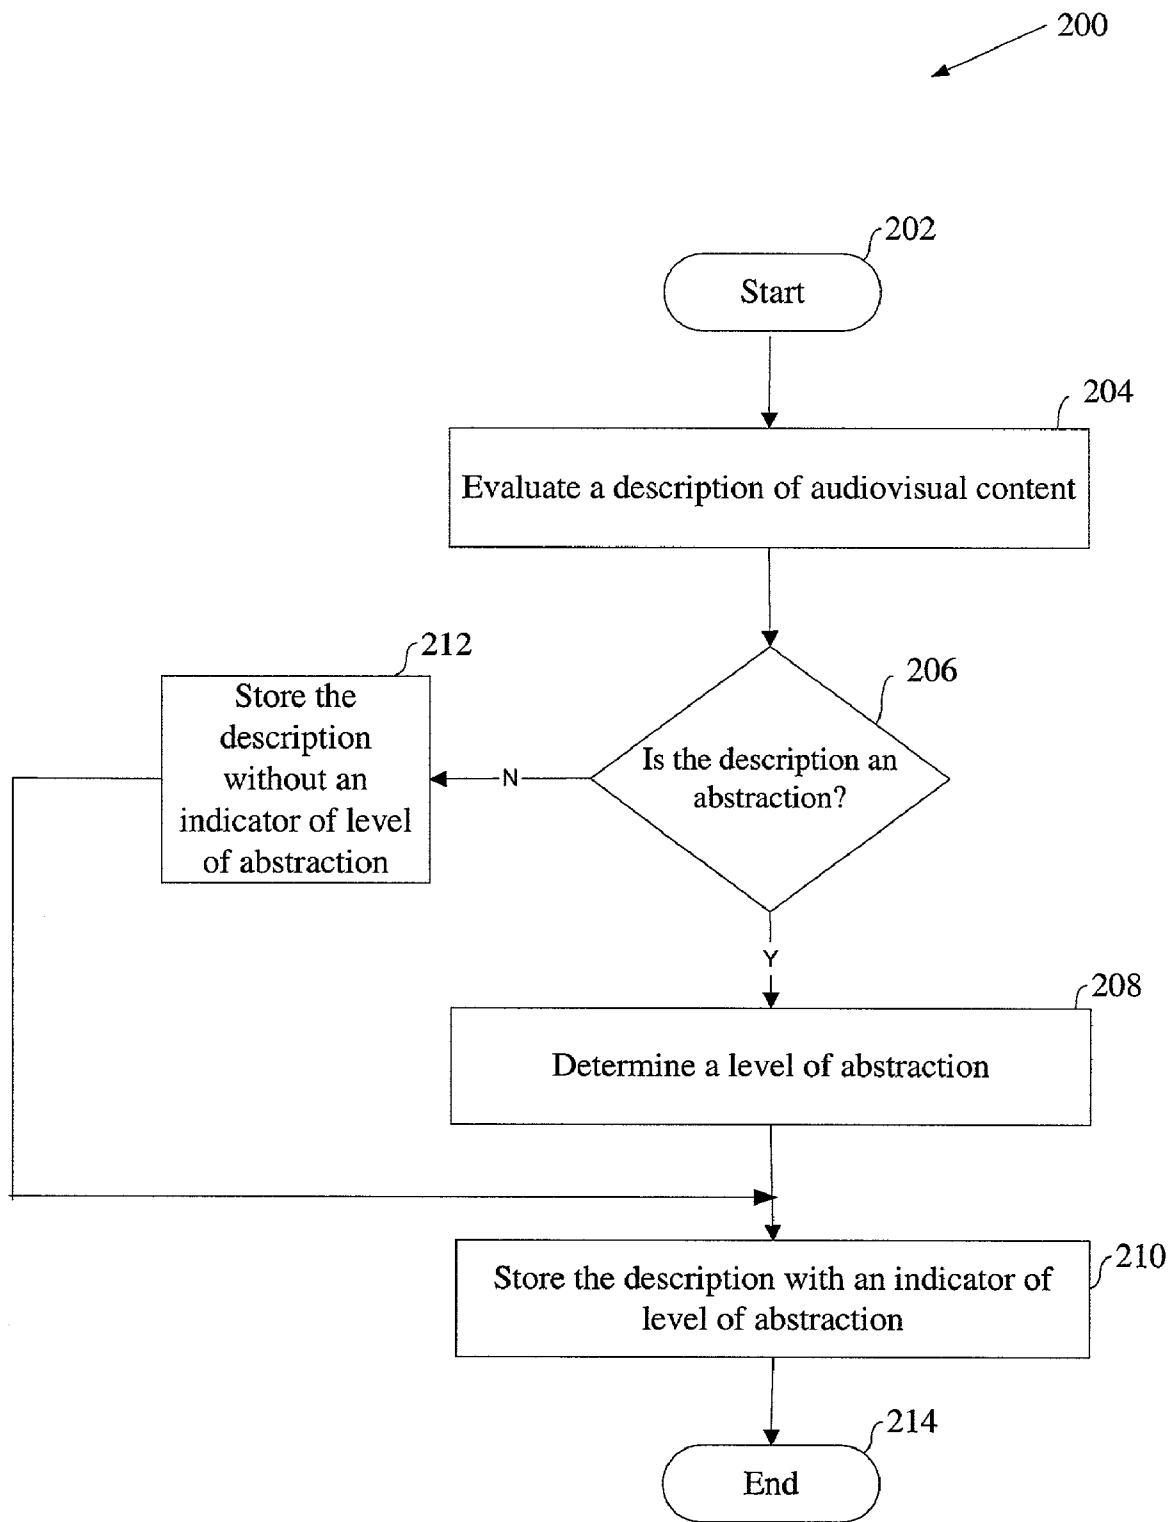 200
202
Start
204
Evaluate a description of audiovisual content
212
Store the
description
without an
indicator of level
of abstraction
N
206
Is the description an
abstraction?
Y
208
Determine a level of abstraction
210
Store the description with an indicator of
level of abstraction
214
End